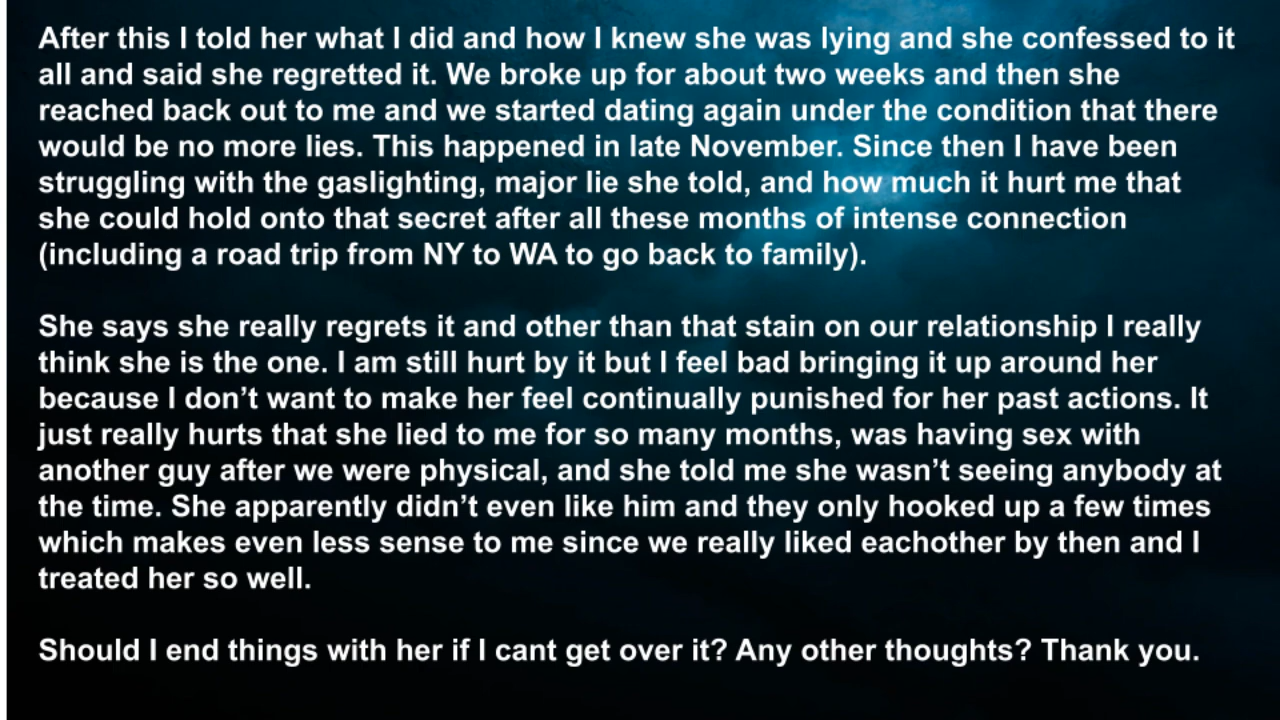 After this I told her what I did and how I knew she was lying and she confessed to it
all and said she regretted it. We broke up for about two weeks and then she
reached back out to me and we started dating again under the condition that there
would be no more lies. This happened in late November. Since then I have been
struggling with the gaslighting, major lie she told, and how much it hurt me that
she could hold onto that secret after all these months of intense connection
(including a road trip from NY to WA to go back to family).
She says she really regrets it and other than that stain on our relationship I really
think she is the one. I am still hurt by it but I feel bad bringing it up around her
because I don’t want to make her feel continually punished for her past actions. It
just really hurts that she lied to me for so many months, was having sex with
another guy after we were physical, and she told me she wasn’t seeing anybody at
the time. She apparently didn’t even like him and they only hooked up a few times
which makes even less sense to me since we really liked eachother by then and I
treated her so well.
Should I end things with her if I cant get over it? Any other thoughts? Thank you.